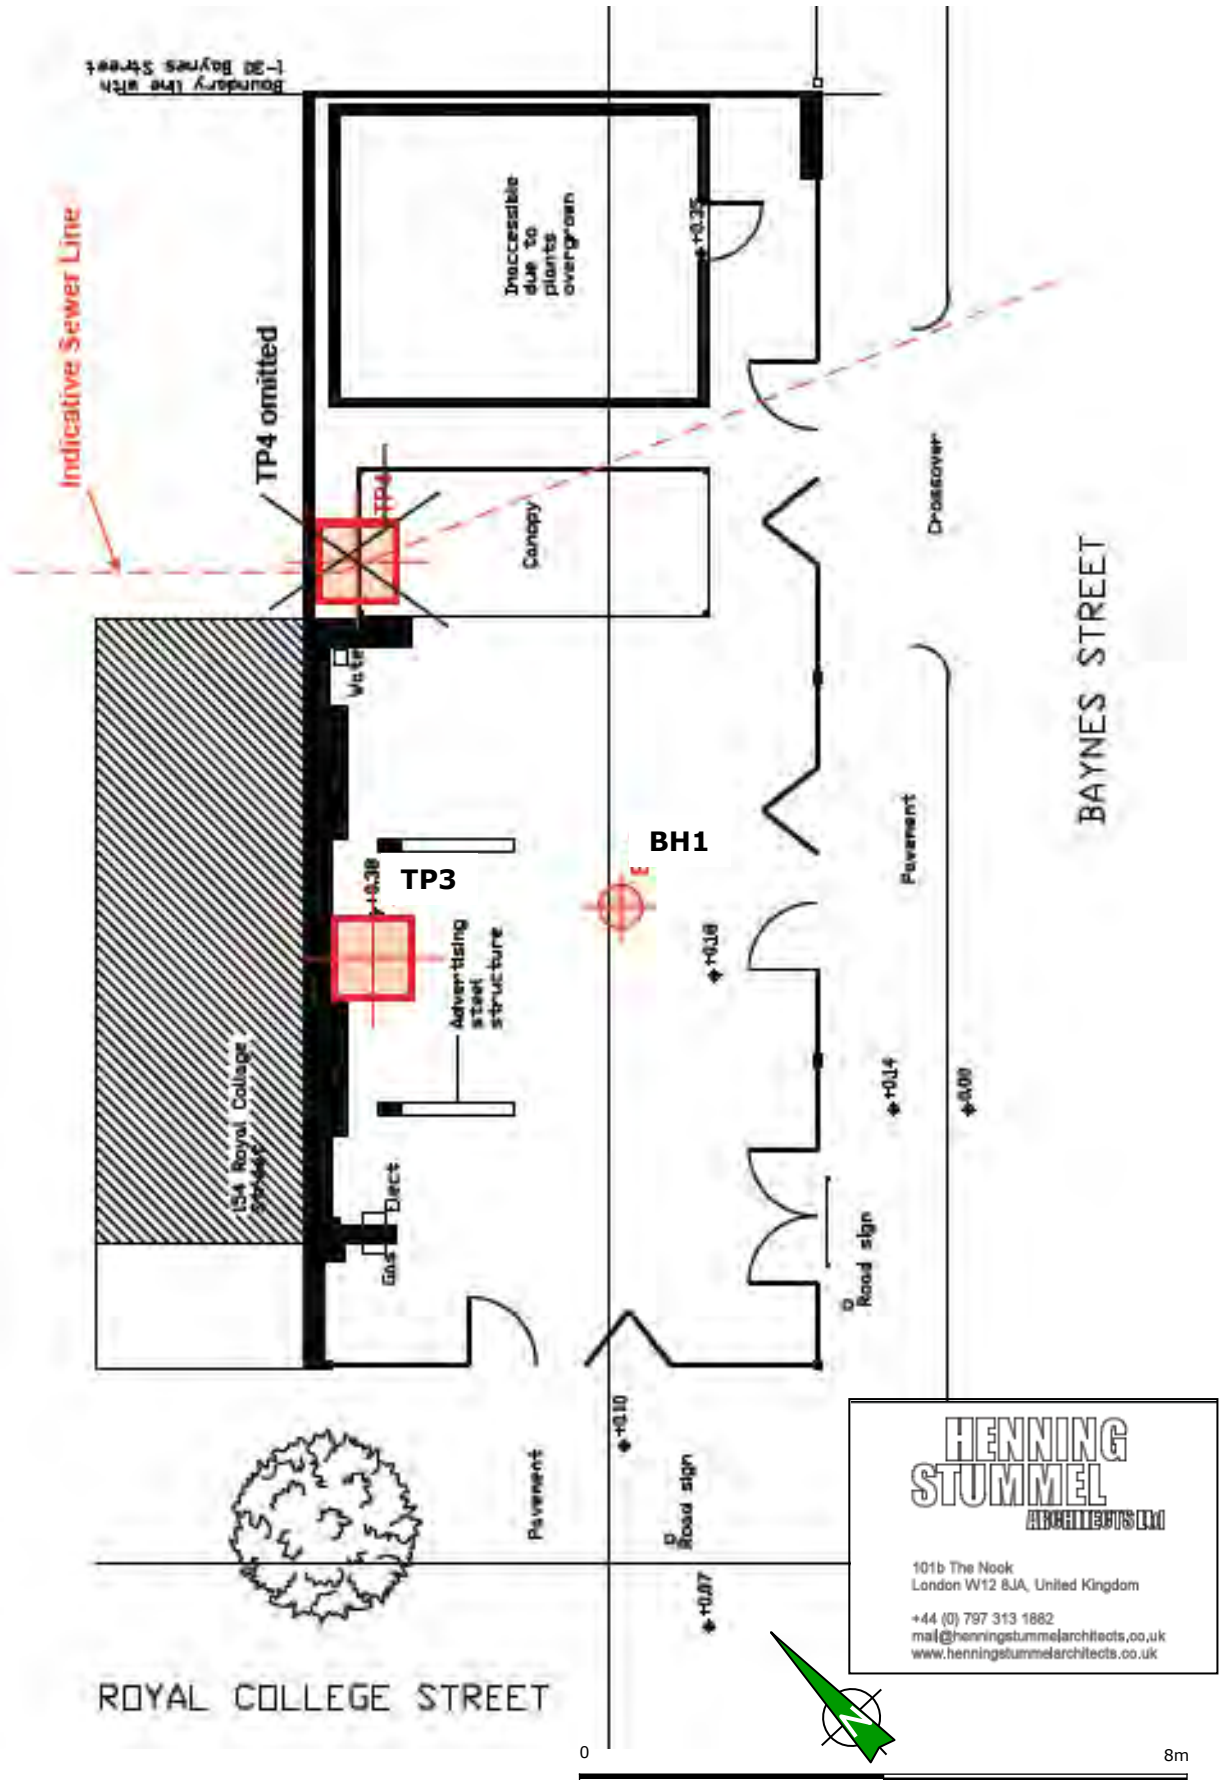 Boundary line with
1-30 Baynes Street
Indicative Sewer Line
TP4 omitted
TP4
Inaccessible
due to
plants
overgrown
+0.35
Canopy
Crossover
BAYNES STREET
Water
Pavement
BH1
+0.30
TP3
Advertising
steel
structure
+0.18
+0.14
+0.00
154 Royal College
Street
Elect
Gas
Road sign
+0.10
Pavement
Road sign
+0.07
ROYAL COLLEGE STREET
HENNING
STUMMEL
ARCHITECTS Ltd
101b The Nook
London W12 8JA, United Kingdom
+44 (0) 797 313 1882
mail@henningstummelarchitects.co.uk
www.henningstummelarchitects.co.uk
N
0 8m